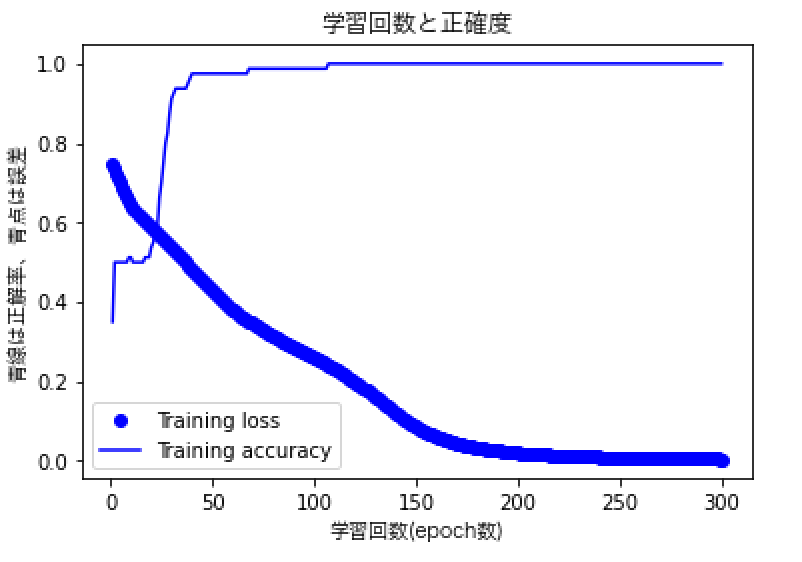 学習回数と正確度
青線は正解率、青点は誤差
1.0
0.8
0.6
0.4
0.2
0.0
Training loss
Training accuracy
0 50 100 150 200 250 300
学習回数(epoch数)